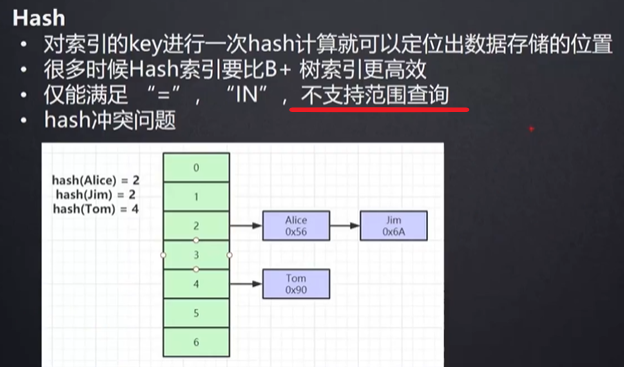 Hash
• 对索引的key进行一次hash计算就可以定位出数据存储的位置
• 很多时候Hash索引要比B+ 树索引更高效
• 仅能满足 “=”，“IN”，不支持范围查询
• hash冲突问题
hash(Alice) = 2
hash(Jim) = 2
hash(Tom) = 4
0
1
2
Alice
0x56
Jim
0x6A
3
4
Tom
0x90
5
6